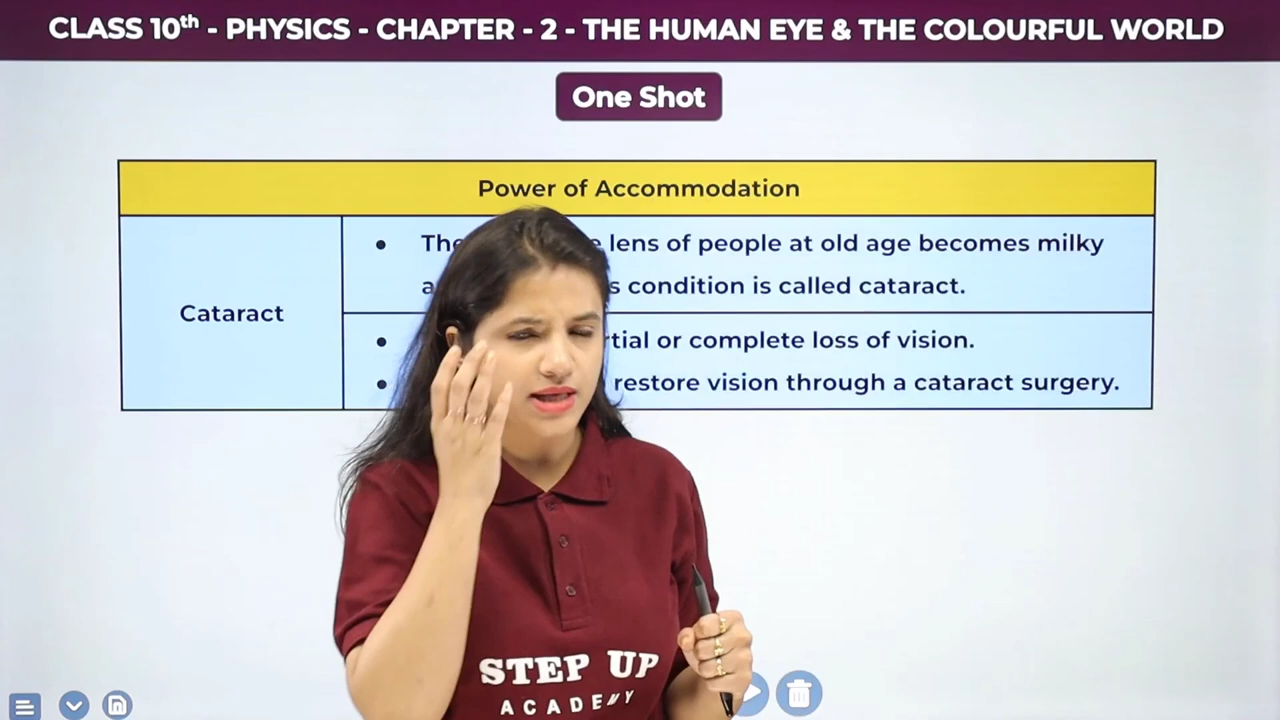 CLASS 10th - PHYSICS - CHAPTER - 2 - THE HUMAN EYE & THE COLOURFUL WORLD
One Shot
Power of Accommodation
Cataract
The lens of people at old age becomes milky
condition is called cataract.
or complete loss of vision.
restore vision through a cataract surgery.
STEP UP
ACADEMY